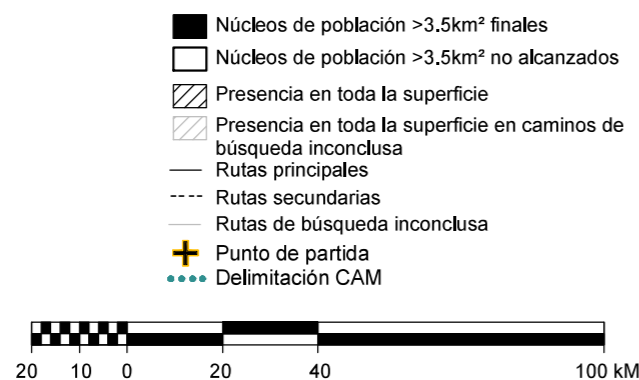 Núcleos de población >3.5km² finales
Núcleos de población >3.5km² no alcanzados
Presencia en toda la superficie
Presencia en toda la superficie en caminos de
búsqueda inconclusa
Rutas principales
Rutas secundarias
Rutas de búsqueda inconclusa
Punto de partida
Delimitación CAM
20 10 0 20 40 100 kM